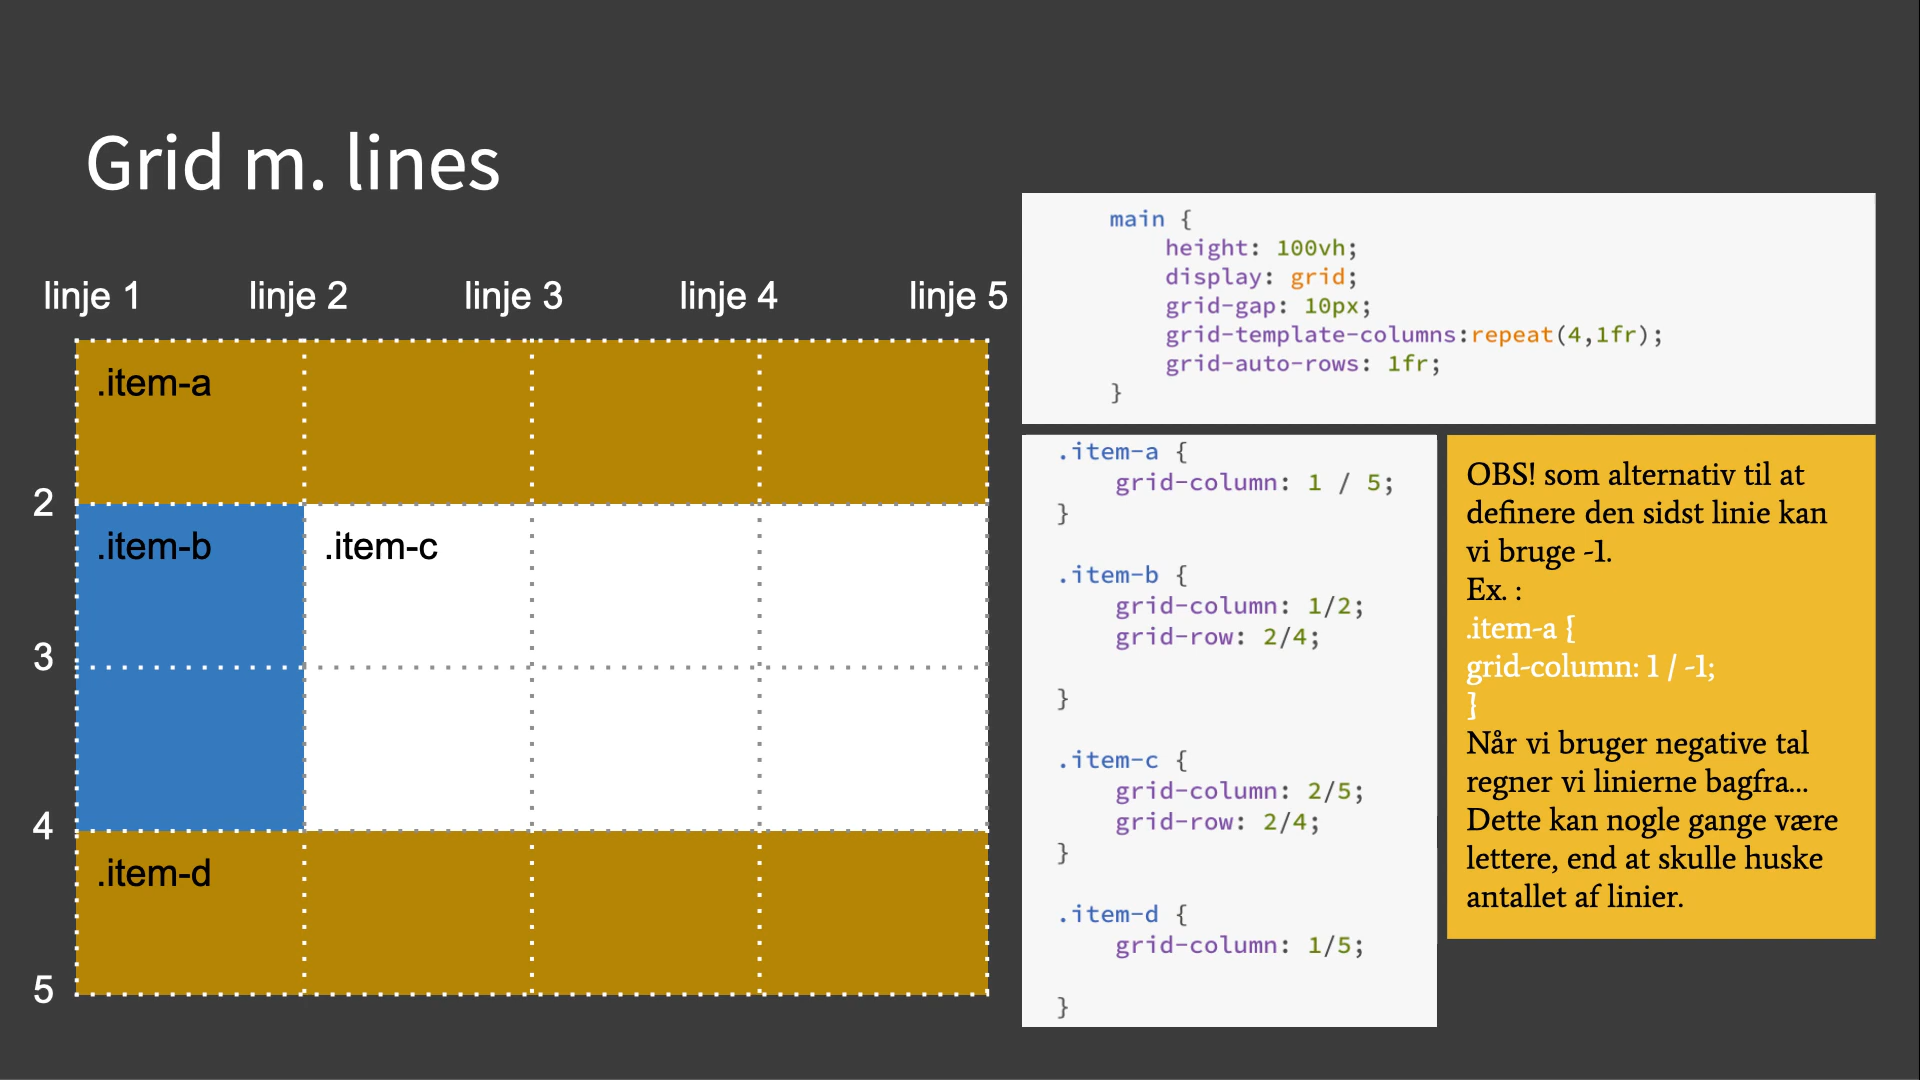 Grid m. lines
linje 1 linje 2 linje 3 linje 4 linje 5
.item-a
2
.item-b .item-c
3
4
.item-d
5
main {
height: 100vh;
display: grid;
grid-gap: 10px;
grid-template-columns:repeat(4,1fr);
grid-auto-rows: 1fr;
}
.item-a {
grid-column: 1 / 5;
}
.item-b {
grid-column: 1/2;
grid-row: 2/4;
}
.item-c {
grid-column: 2/5;
grid-row: 2/4;
}
.item-d {
grid-column: 1/5;
}
OBS! som alternativ til at
definere den sidst linie kan
vi bruge -1.
Ex. :
.item-a {
grid-column: 1 / -1;
}
Når vi bruger negative tal
regner vi linierne bagfra...
Dette kan nogle gange være
lettere, end at skulle huske
antallet af linier.